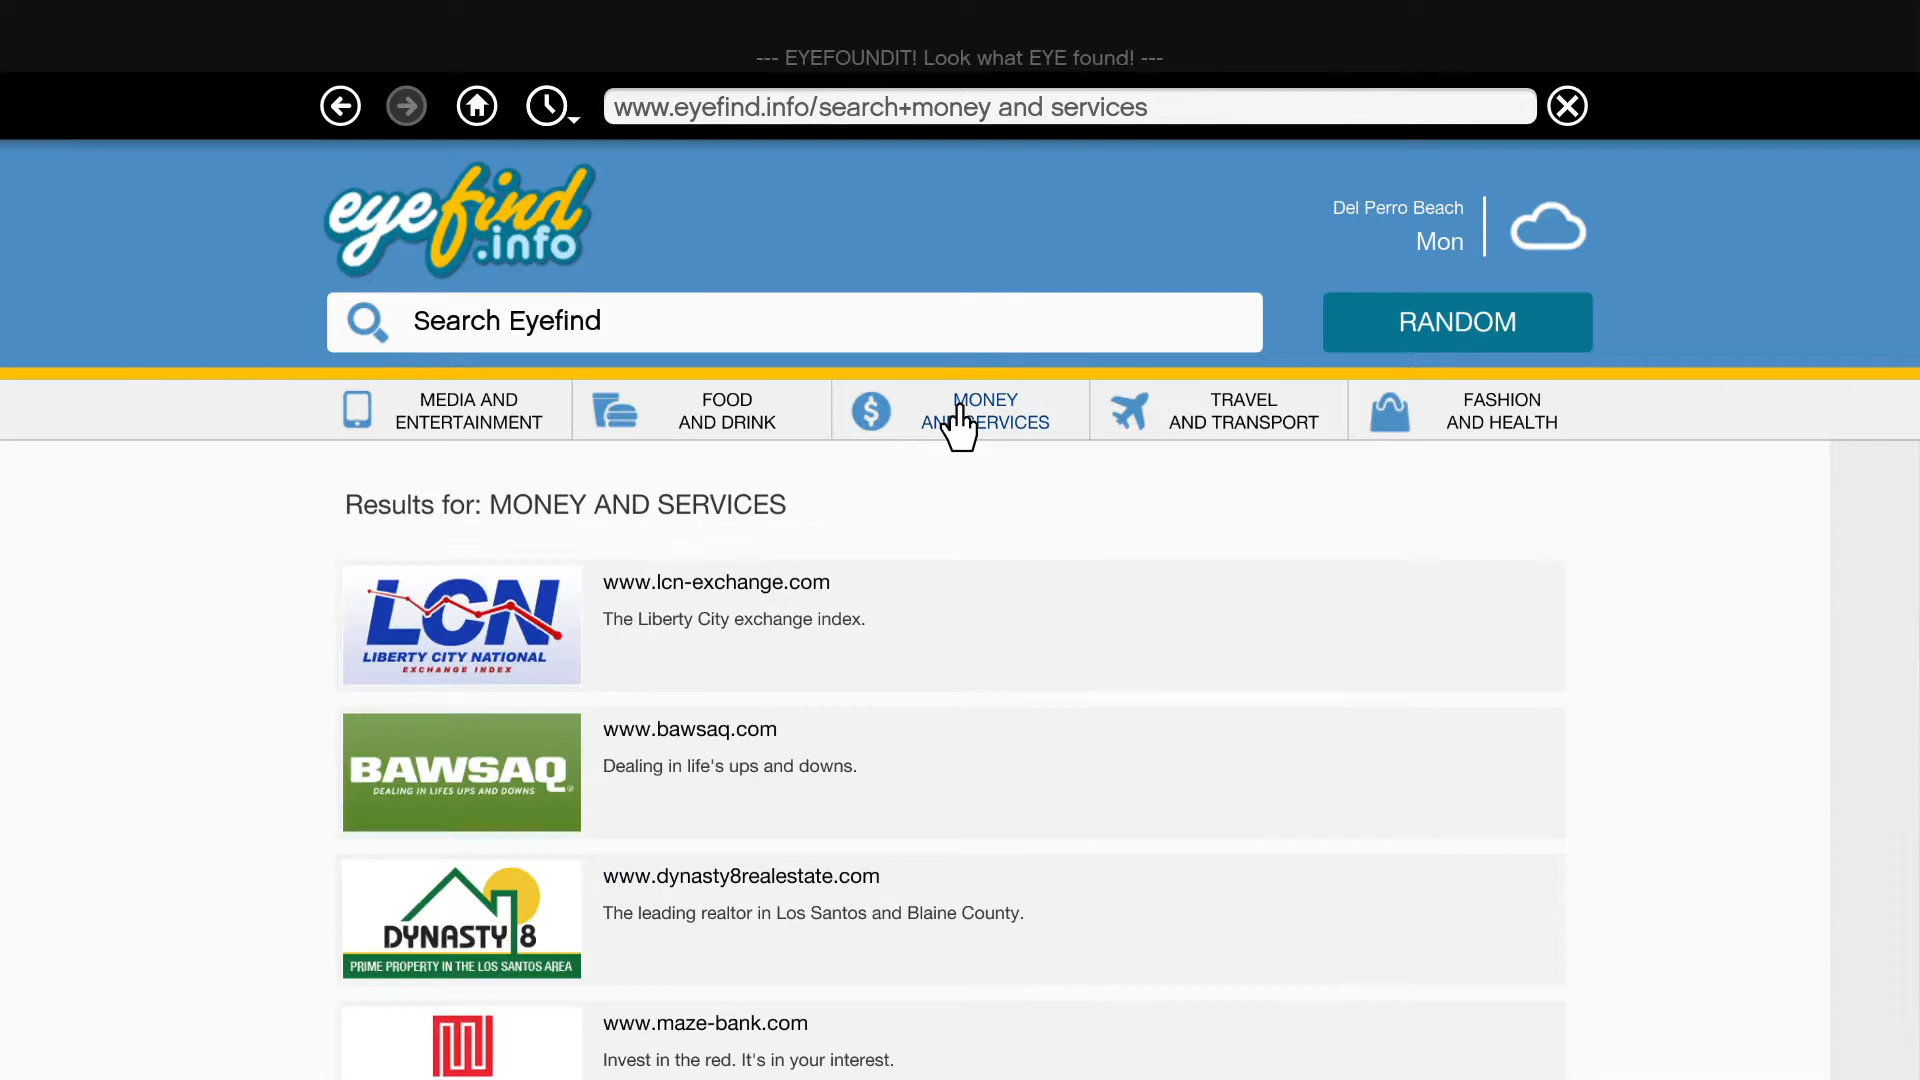 --- EYEFOUNDIT! Look what EYE found! ---
www.eyefind.info/search+money and services
eyefind
.info
Del Perro Beach
Mon
Search Eyefind
RANDOM
MEDIA AND
ENTERTAINMENT
FOOD
AND DRINK
MONEY
AND SERVICES
TRAVEL
AND TRANSPORT
FASHION
AND HEALTH
Results for: MONEY AND SERVICES
LCN
LIBERTY CITY NATIONAL
EXCHANGE INDEX
www.lcn-exchange.com
The Liberty City exchange index.
BAWSAQ
DEALING IN LIFES UPS AND DOWNS
www.bawsaq.com
Dealing in life's ups and downs.
DYNASTY 8
PRIME PROPERTY IN THE LOS SANTOS AREA
www.dynasty8realestate.com
The leading realtor in Los Santos and Blaine County.
www.maze-bank.com
Invest in the red. It's in your interest.